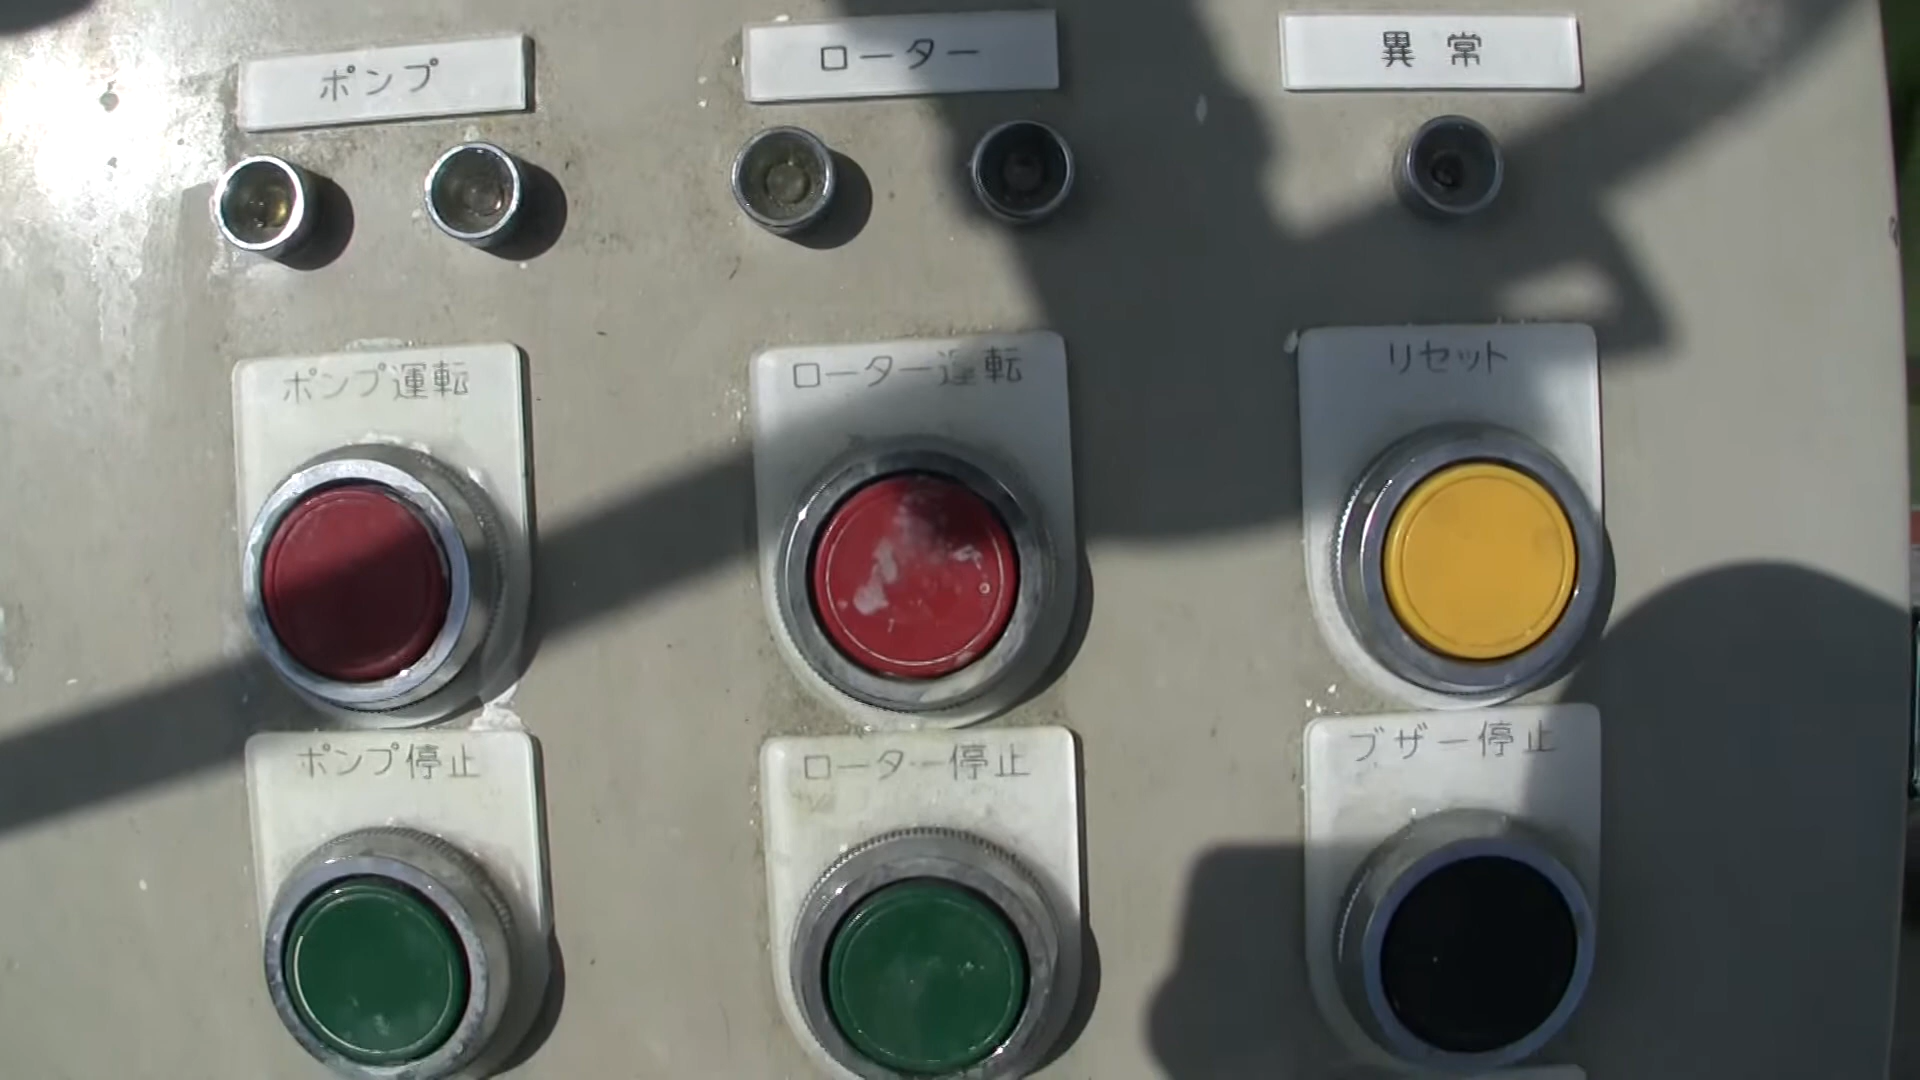 ポンプ
ローター
異常
ポンプ運転
ローター運転
リセット
ポンプ停止
ローター停止
ブザー停止